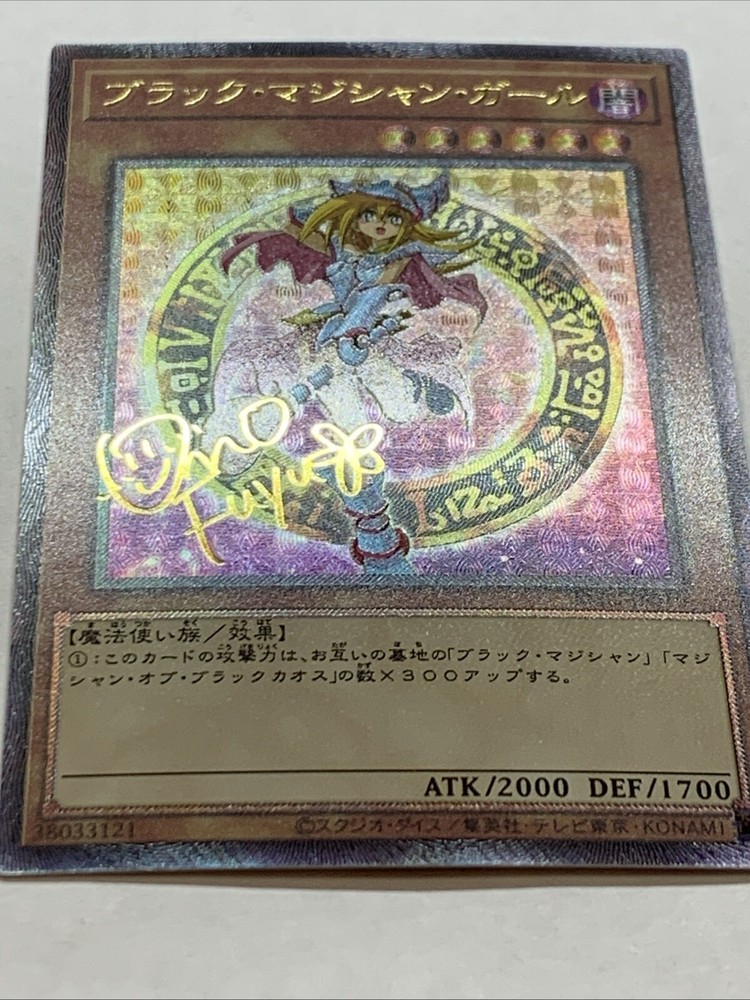 ブラック・マジシャン・ガール 闇
Ono
Fuyu
【魔法使い族／効果】
①：このカードの攻撃力は、お互いの墓地の「ブラック・マジシャン」「マジ
シャン・オブ・ブラックカオス」の数×３００アップする。
ATK/2000 DEF/1700
38033121 ©スタジオ・ダイス／集英社・テレビ東京・KONAMI